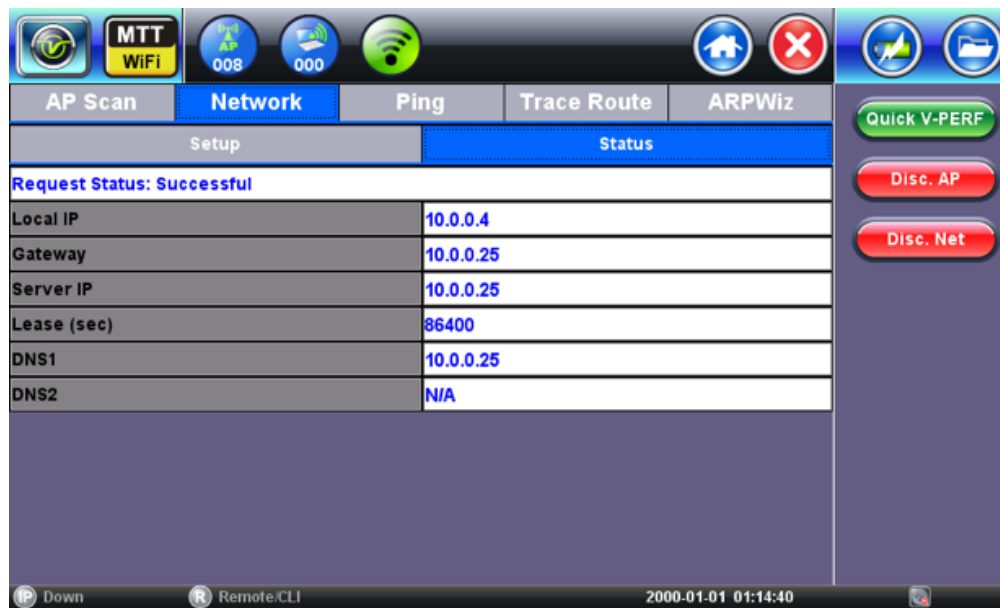 MTT
WiFi
AP
008
000
AP Scan
Network
Ping
Trace Route
ARPWiz
Setup
Status
Request Status: Successful
Local IP
10.0.0.4
Gateway
10.0.0.25
Server IP
10.0.0.25
Lease (sec)
86400
DNS1
10.0.0.25
DNS2
N/A
Quick V-PERF
Disc. AP
Disc. Net
IP Down
R Remote/CLI
2000-01-01 01:14:40